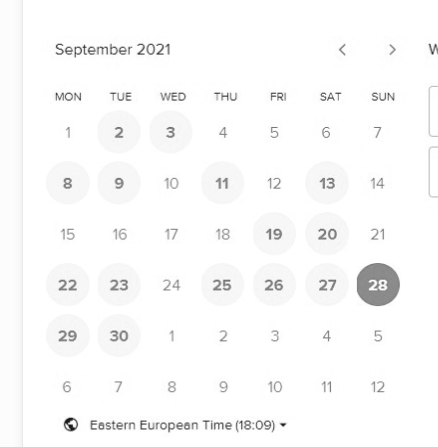 September 2021
W
MON TUE WED THU FRI SAT SUN
1 2 3 4 5 6 7
8 9 10 11 12 13 14
15 16 17 18 19 20 21
22 23 24 25 26 27 28
29 30 1 2 3 4 5
6 7 8 9 10 11 12
Eastern European Time (18:09)